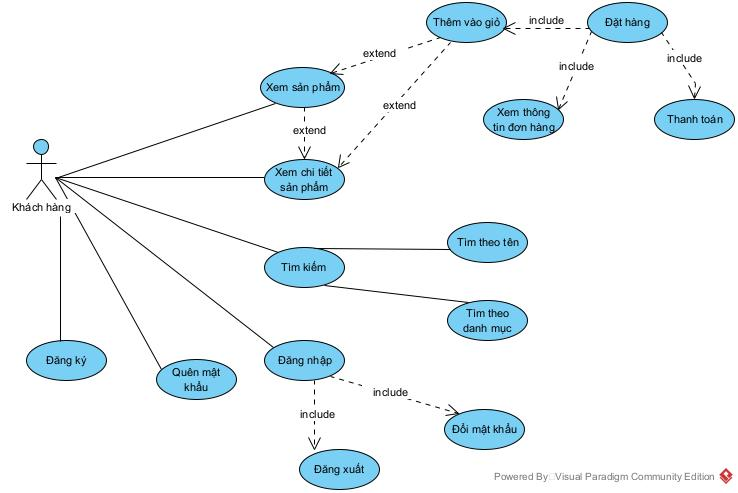 Thêm vào giỏ
include
Đặt hàng
extend
include
include
Xem sản phẩm
extend
Xem thông
tin đơn hàng
Thanh toán
extend
Xem chi tiết
sản phẩm
Khách hàng
Tìm theo tên
Tìm kiếm
Tìm theo
danh mục
Đăng ký
Quên mật
khẩu
Đăng nhập
include
include
Đổi mật khẩu
Đăng xuất
Powered By Visual Paradigm Community Edition